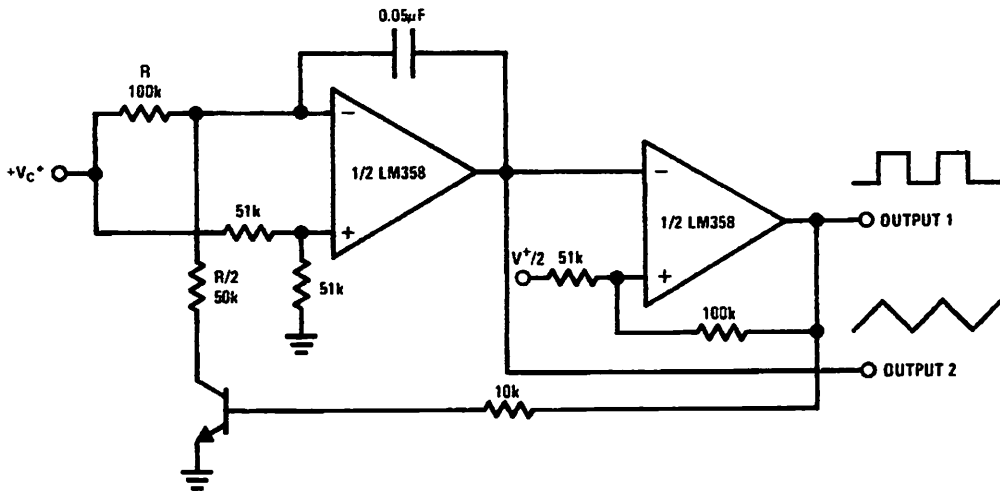 0.05µF
R
100k
−
1/2 LM358
+V_C*
51k
+
51k
R/2
50k
−
1/2 LM358
OUTPUT 1
V⁺/2
51k
+
100k
OUTPUT 2
10k